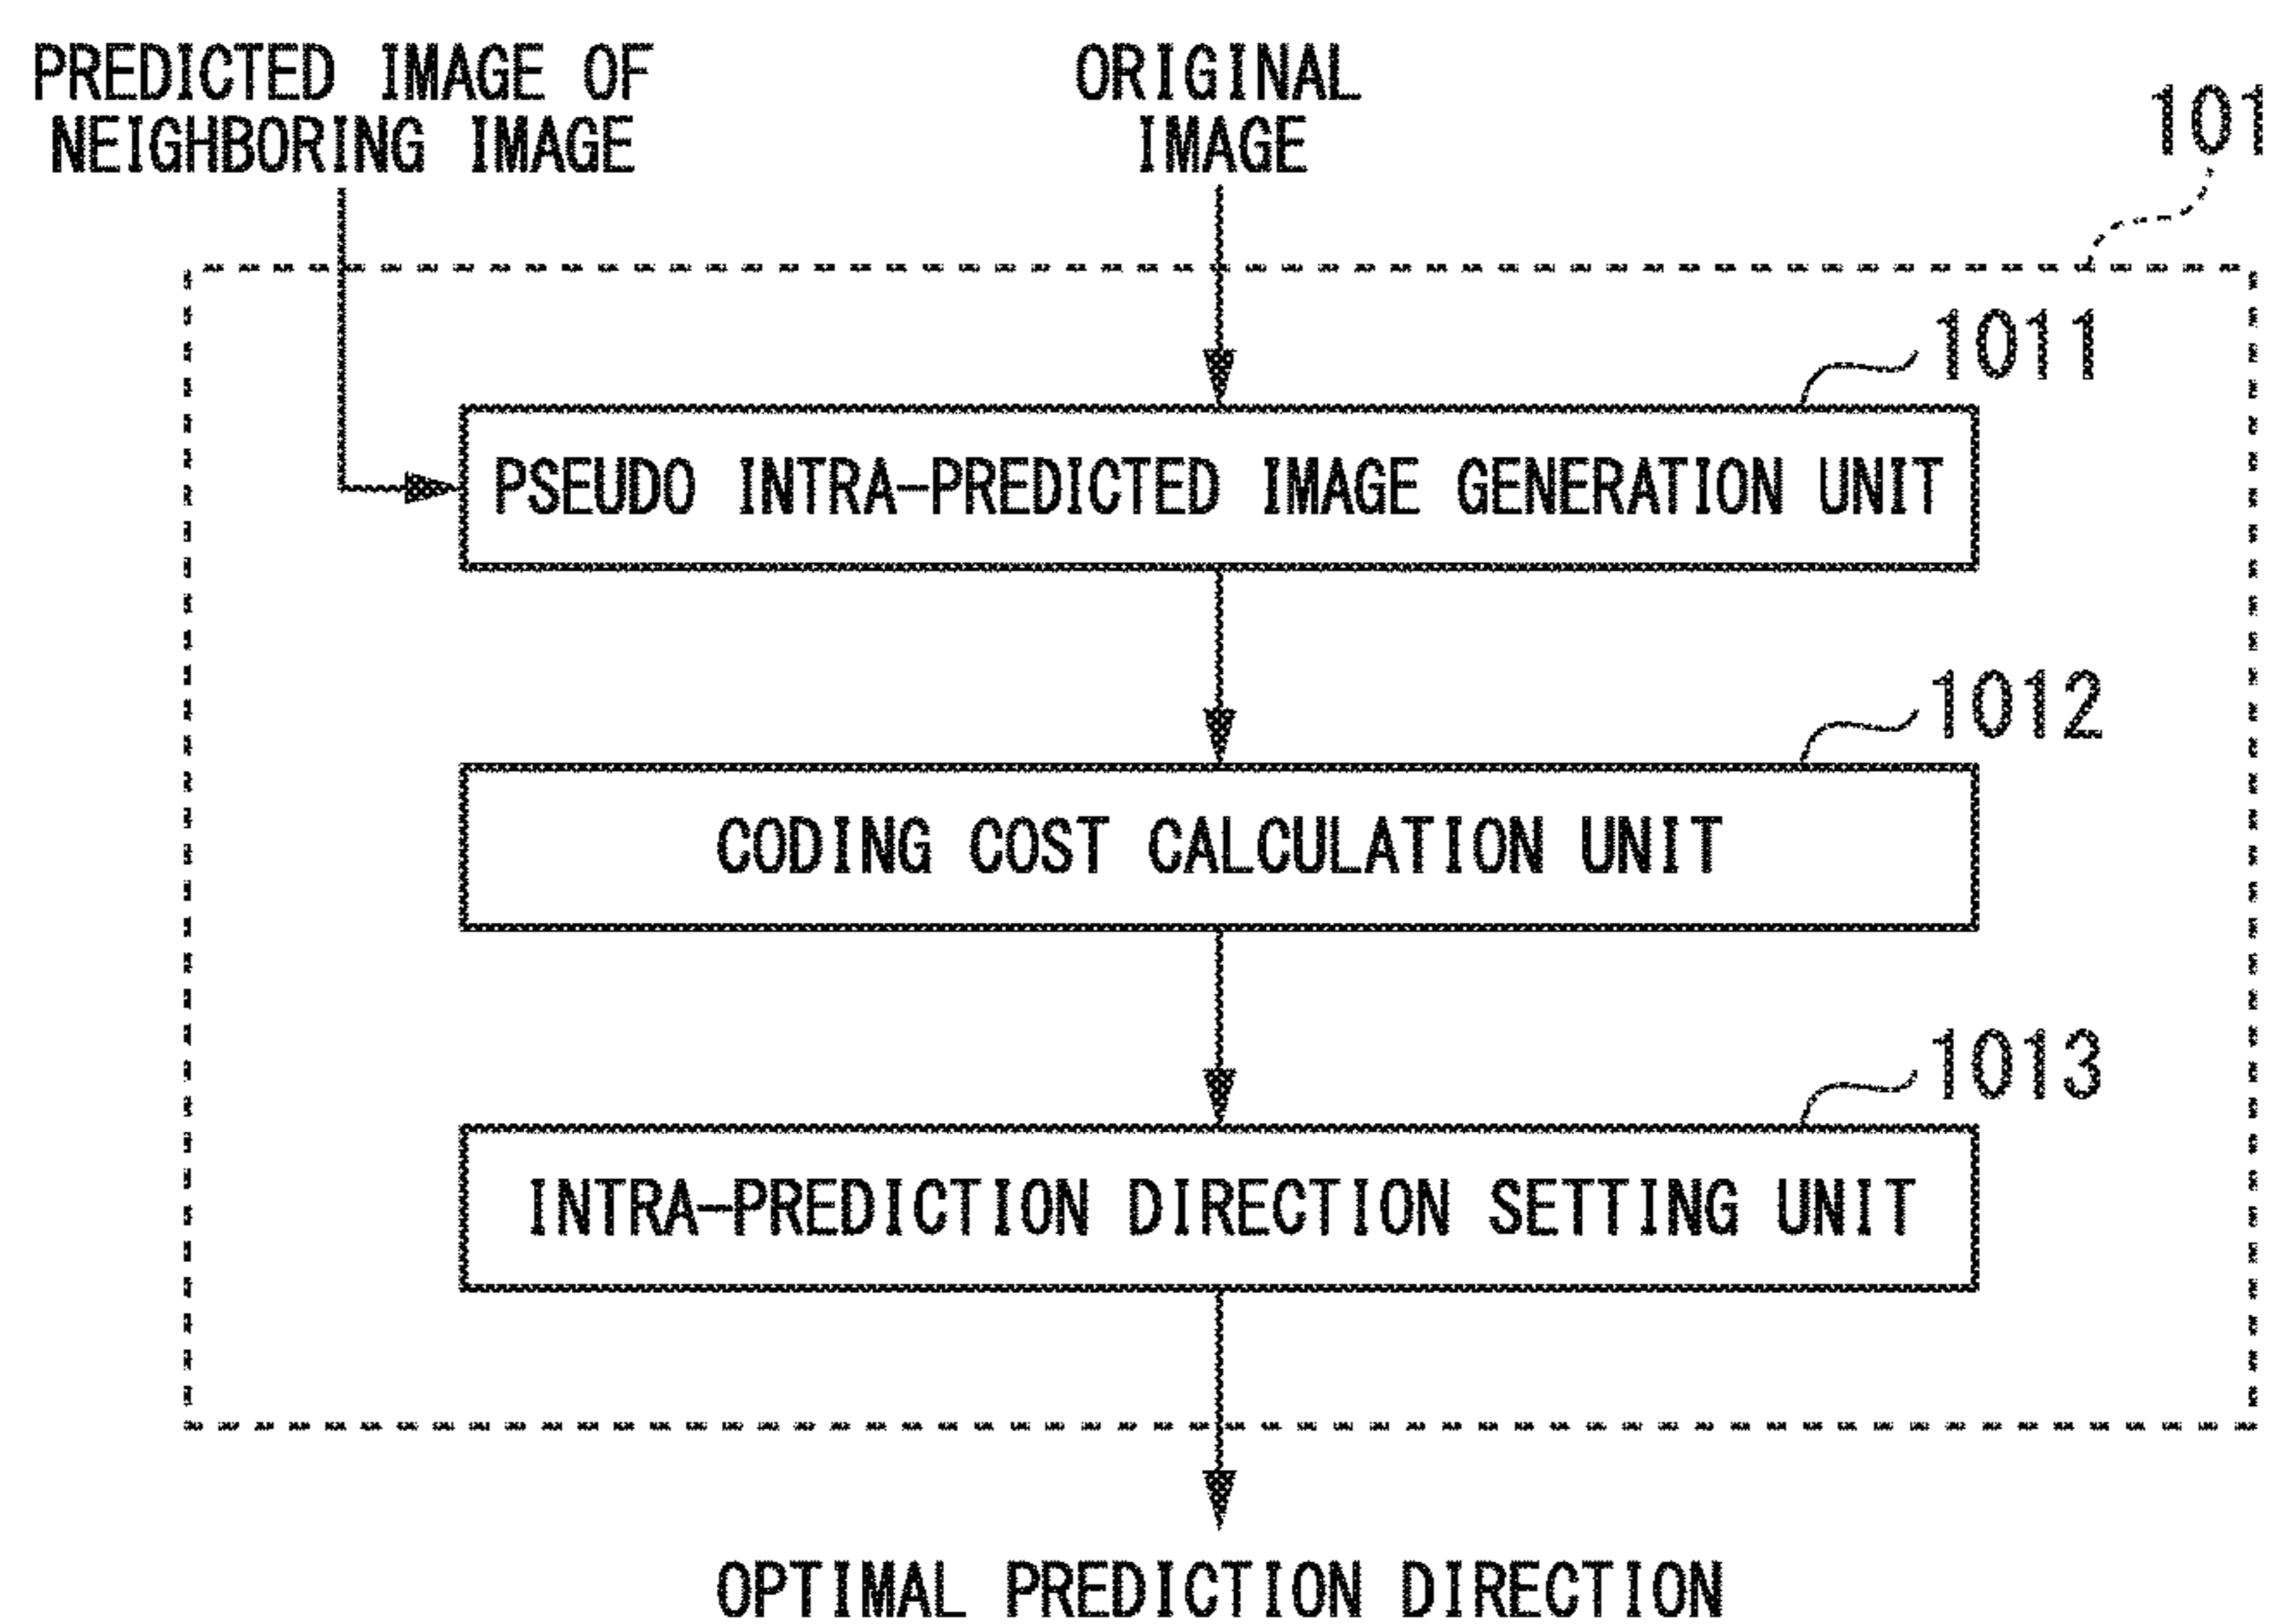 PREDICTED IMAGE OF
NEIGHBORING IMAGE
ORIGINAL
IMAGE
101
1011
PSEUDO INTRA-PREDICTED IMAGE GENERATION UNIT
1012
CODING COST CALCULATION UNIT
1013
INTRA-PREDICTION DIRECTION SETTING UNIT
OPTIMAL PREDICTION DIRECTION